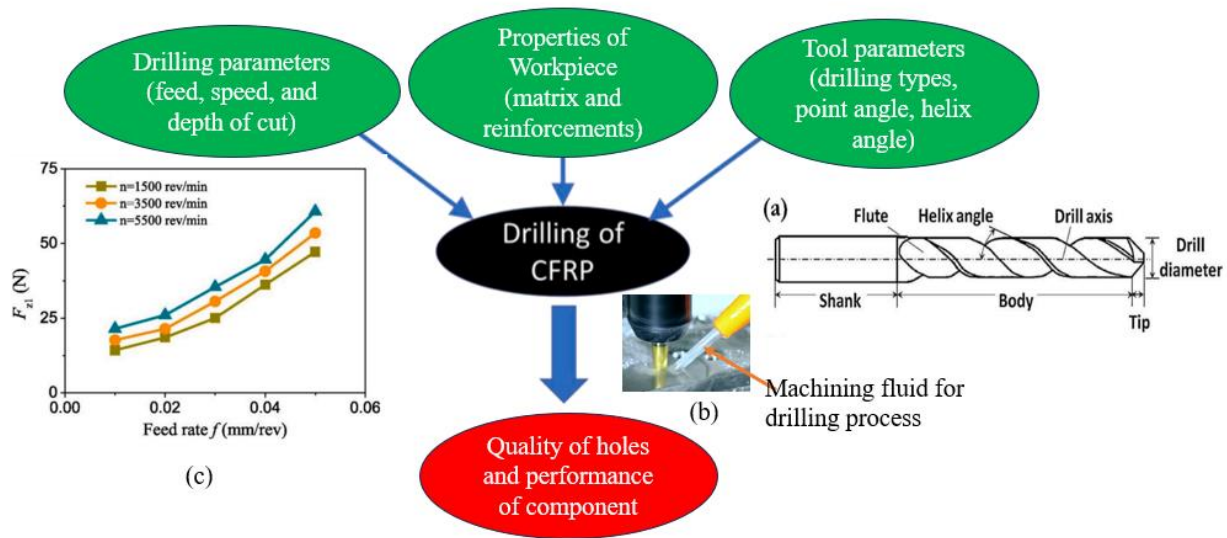 Drilling parameters
(feed, speed, and
depth of cut)
Properties of
Workpiece
(matrix and
reinforcements)
Tool parameters
(drilling types,
point angle, helix
angle)
75
50
25
0
n=1500 rev/min
n=3500 rev/min
n=5500 rev/min
Fz1 (N)
0.00
0.02
0.04
0.06
Feed rate f (mm/rev)
(c)
Drilling of
CFRP
(a)
Flute
Helix angle
Drill axis
Drill
diameter
Shank
Body
Tip
(b)
Machining fluid for
drilling process
Quality of holes
and performance
of component